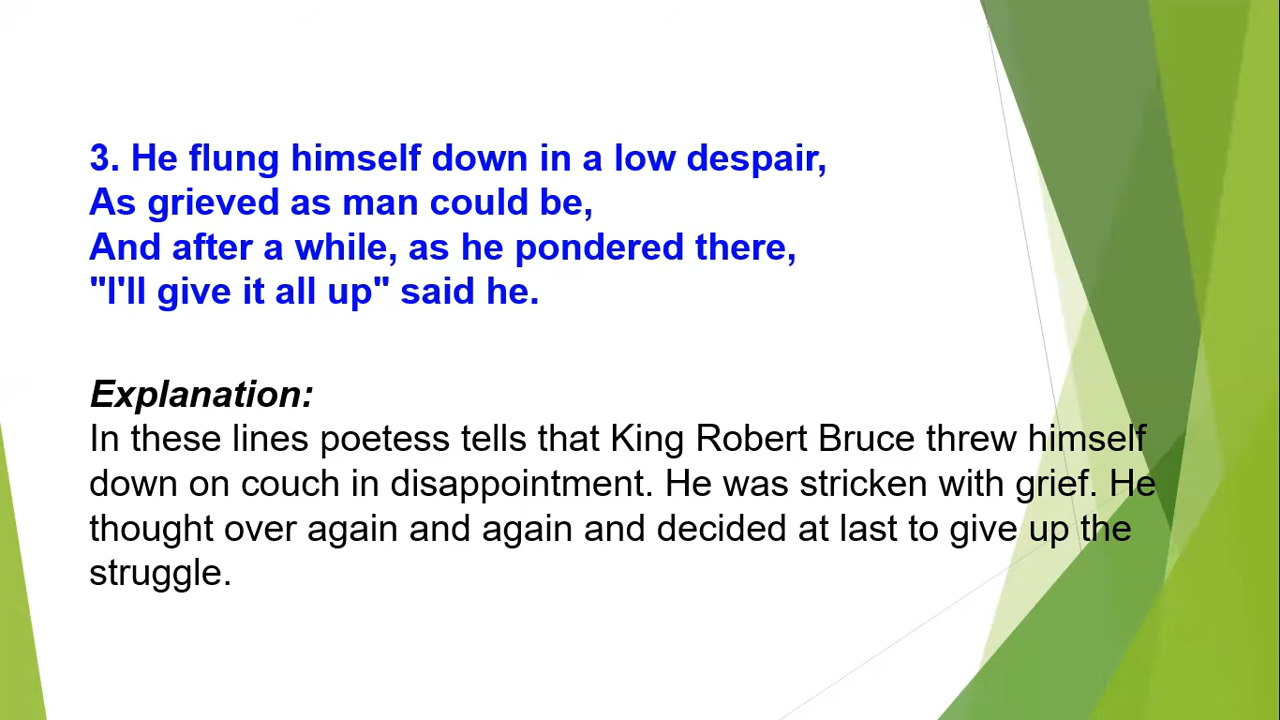 3. He flung himself down in a low despair,
As grieved as man could be,
And after a while, as he pondered there,
"I'll give it all up" said he.
Explanation:
In these lines poetess tells that King Robert Bruce threw himself
down on couch in disappointment. He was stricken with grief. He
thought over again and again and decided at last to give up the
struggle.